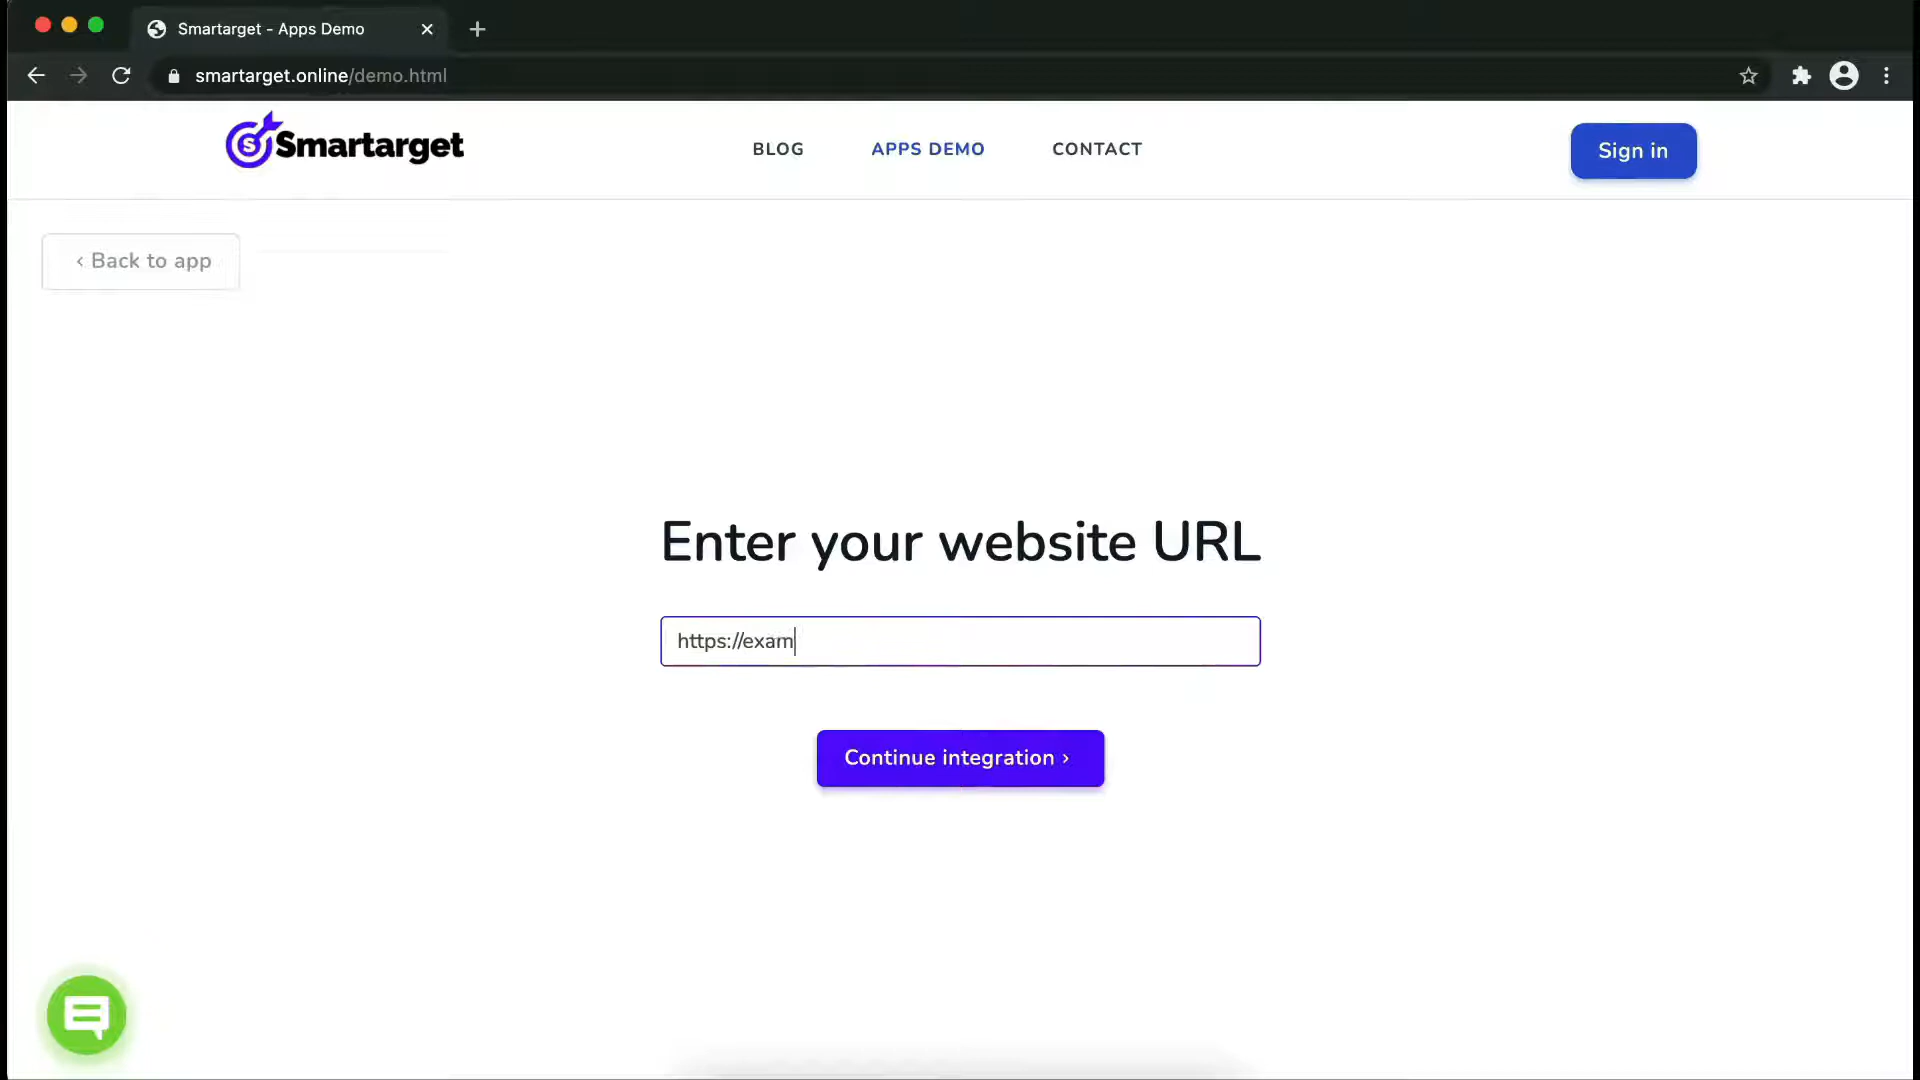 Smartarget - Apps Demo
smartarget.online/demo.html
Smartarget
BLOG
APPS DEMO
CONTACT
Sign in
‹ Back to app
Enter your website URL
https://exam
Continue integration ›